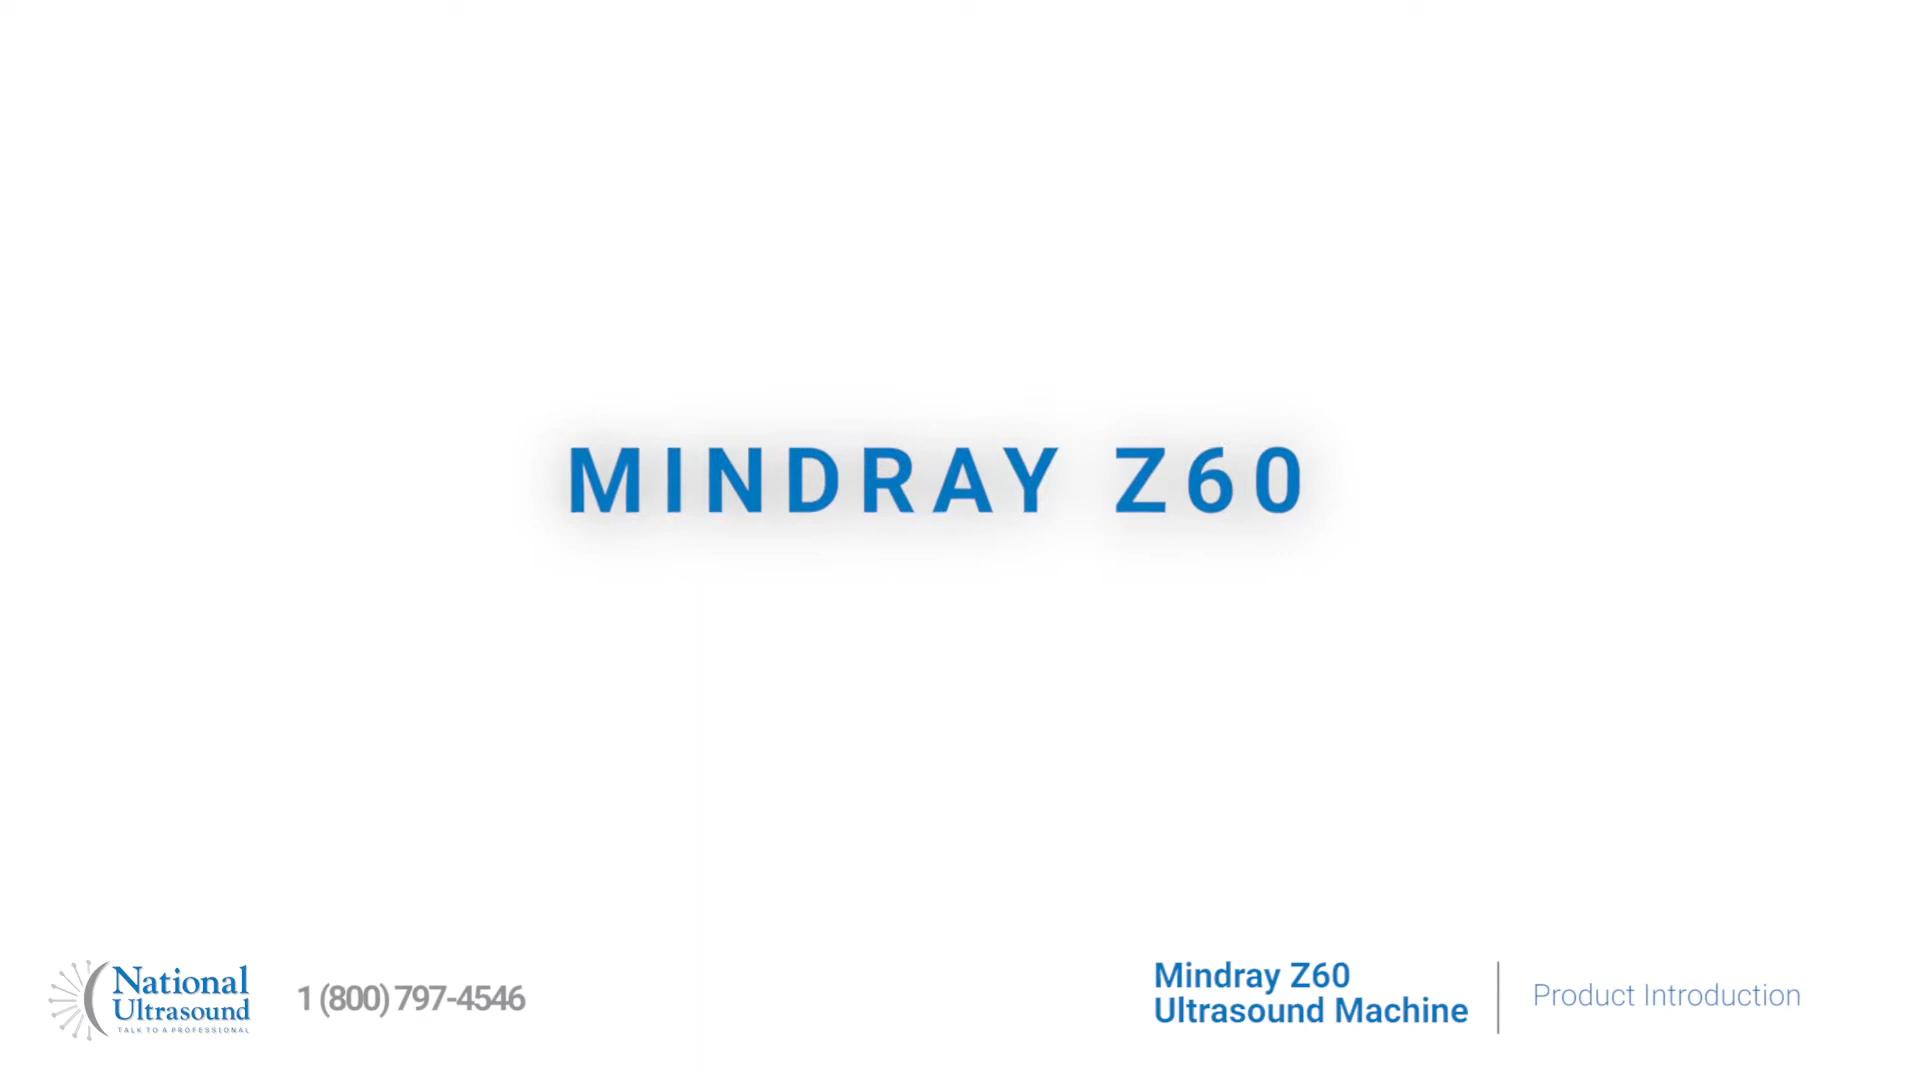 MINDRAY Z60
National
Ultrasound
TALK TO A PROFESSIONAL
1 (800) 797-4546
Mindray Z60
Ultrasound Machine
Product Introduction